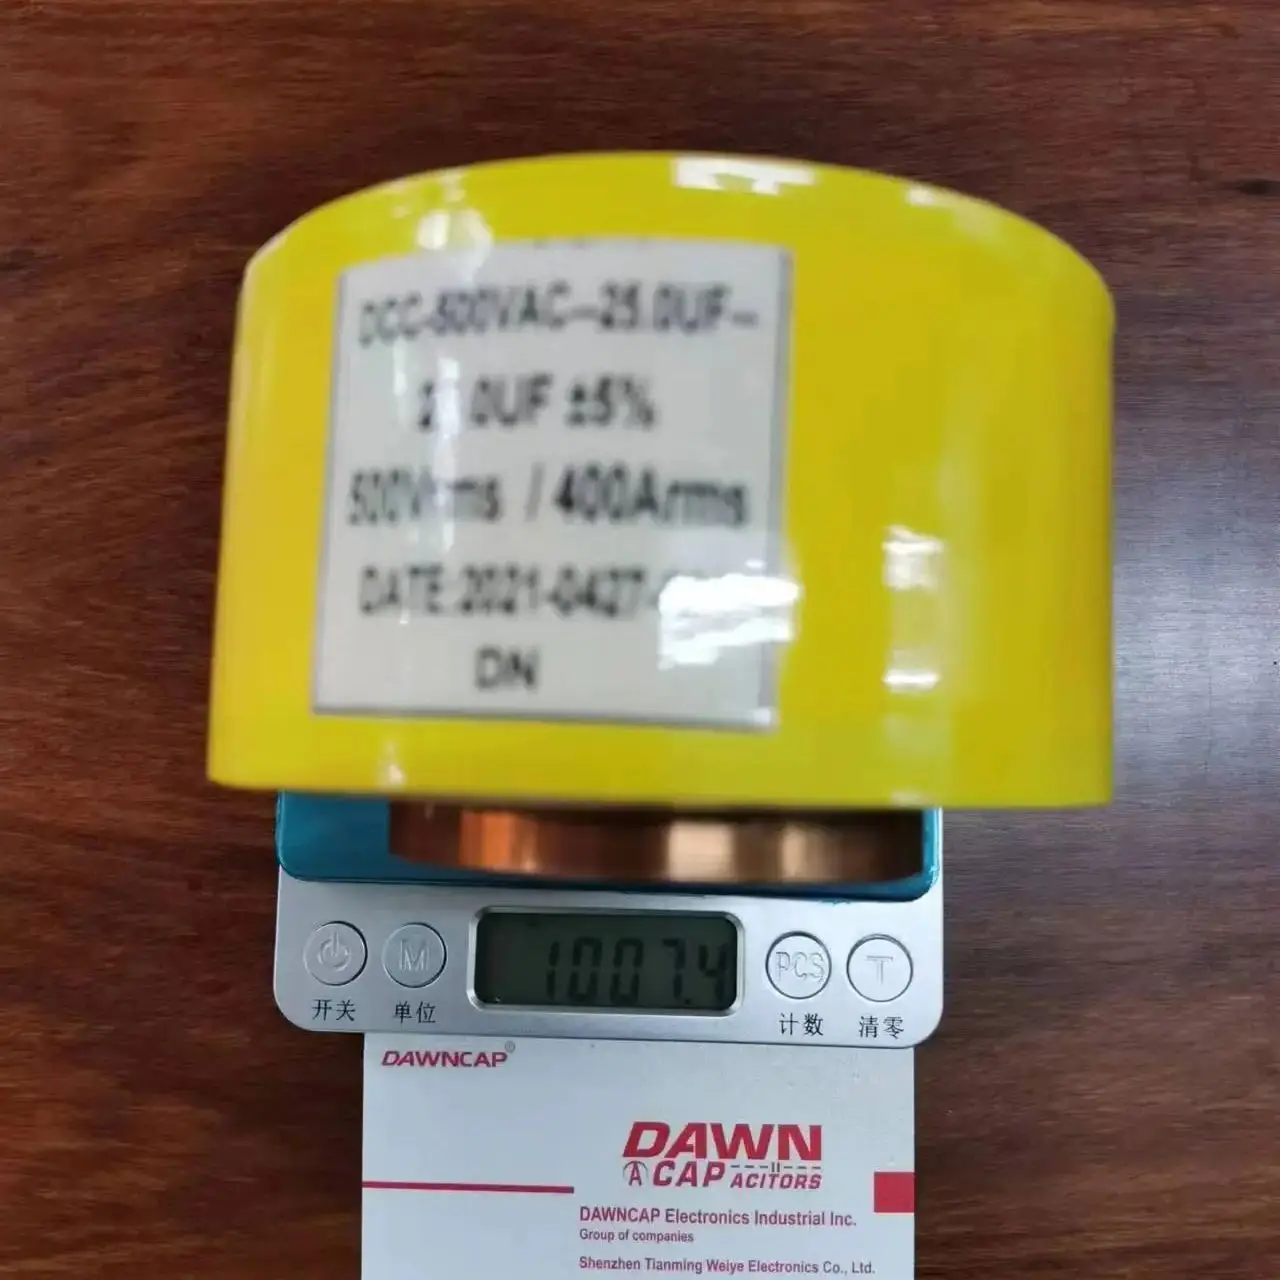 DCC-500VAC-25.0UF-
.0UF ±5%
500Vrms / 400Arms
DATE:2021-0427-
DN
1007.4
M
PCS
T
开关
单位
计数
清零
DAWNCAP®
DAWN
CAP ACITORS
DAWNCAP Electronics Industrial Inc.
Group of companies
Shenzhen Tianming Weiye Electronics Co., Ltd.